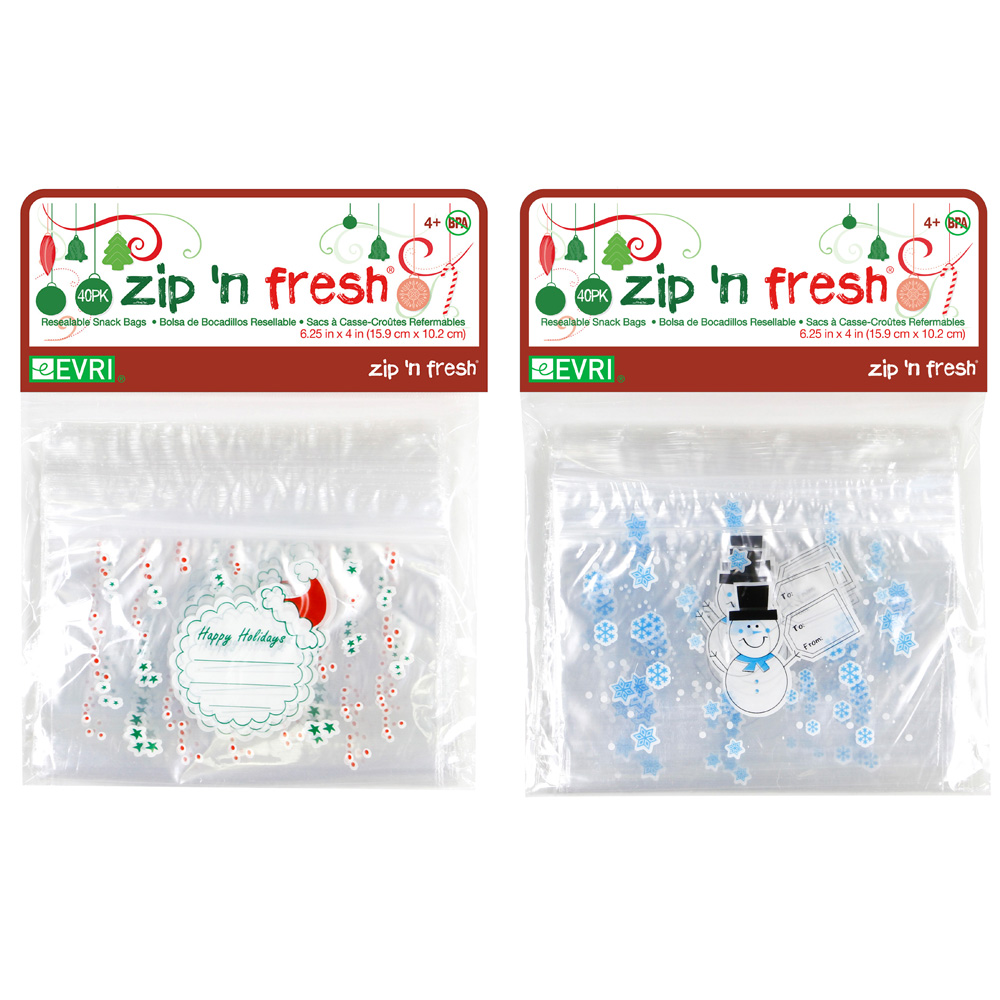 4+ BPA
40PK zip 'n fresh®
Resealable Snack Bags • Bolsa de Bocadillos Resellable • Sacs à Casse-Croûtes Refermables
6.25 in x 4 in (15.9 cm x 10.2 cm)
e EVRI® zip 'n fresh®
Happy Holidays
4+ BPA
40PK zip 'n fresh®
Resealable Snack Bags • Bolsa de Bocadillos Resellable • Sacs à Casse-Croûtes Refermables
6.25 in x 4 in (15.9 cm x 10.2 cm)
e EVRI® zip 'n fresh®
To:
To:
From: